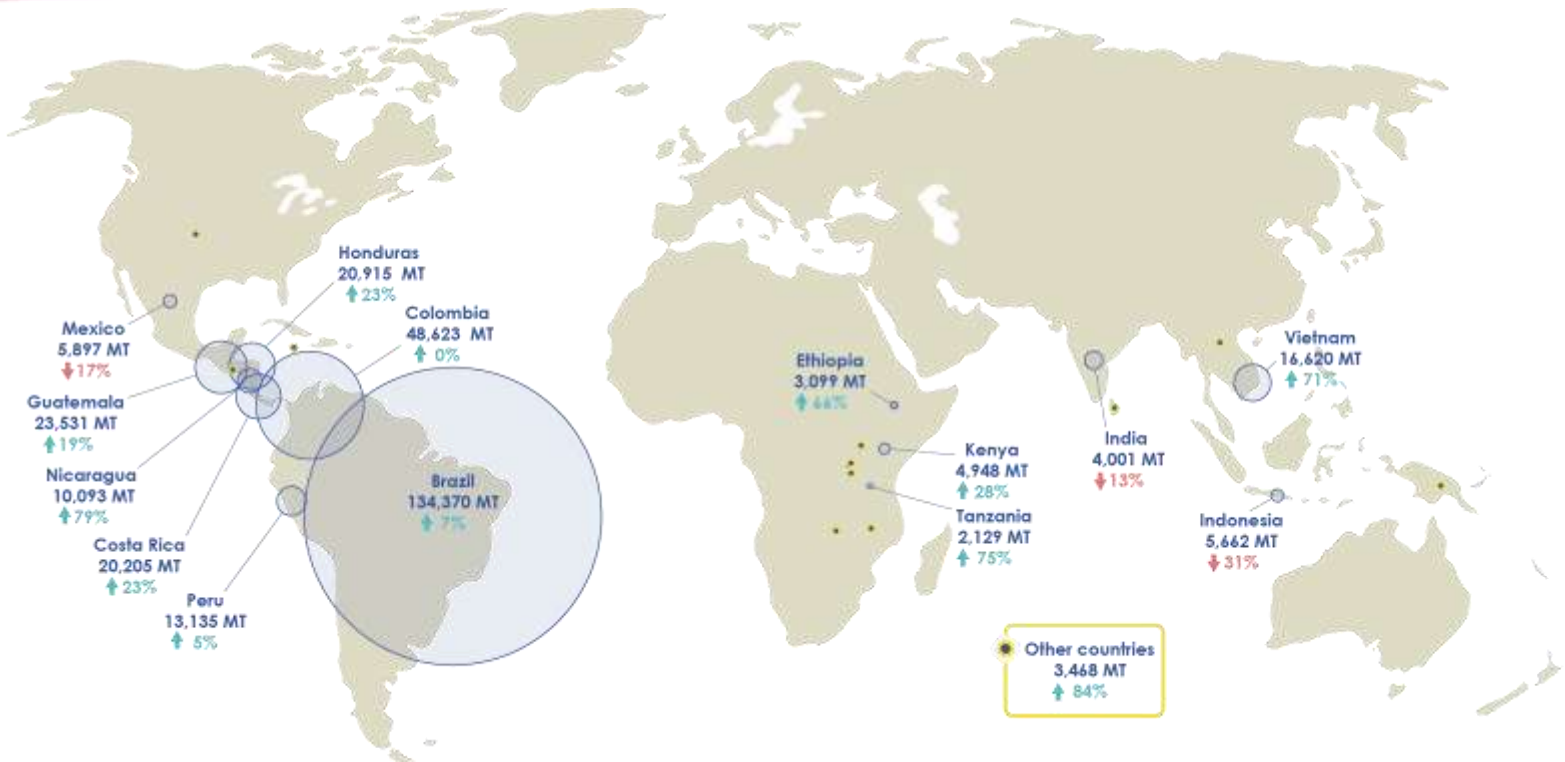 Honduras
20,915 MT
23%
Colombia
48,623 MT
0%
Mexico
5,897 MT
17%
Guatemala
23,531 MT
19%
Nicaragua
10,093 MT
79%
Costa Rica
20,205 MT
23%
Peru
13,135 MT
5%
Brazil
134,370 MT
7%
Ethiopia
3,099 MT
66%
Kenya
4,948 MT
28%
Tanzania
2,129 MT
75%
India
4,001 MT
13%
Vietnam
16,620 MT
71%
Indonesia
5,662 MT
31%
Other countries
3,468 MT
84%